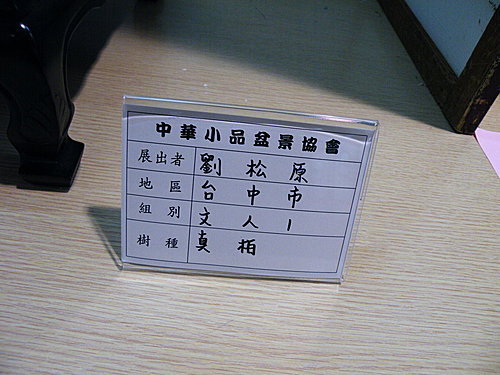 中華小品盆景協會
展出者 劉松原
地區 台中市
組別 文人1
樹種 真柏